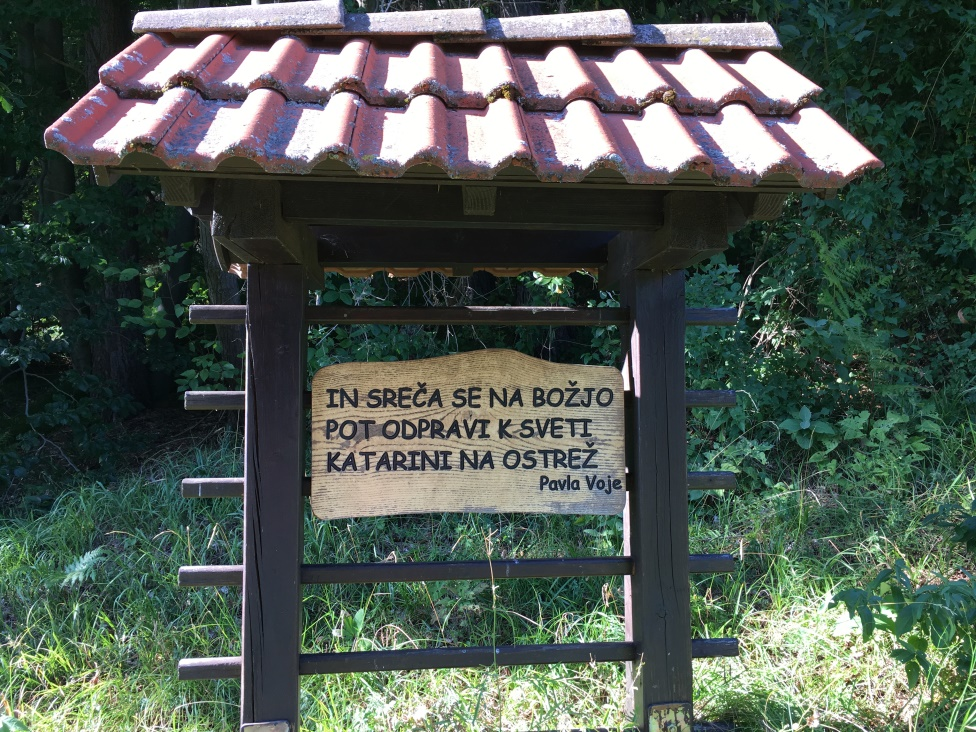 IN SREČA SE NA BOŽJO
POT ODPRAVI K SVETI
KATARINI NA OSTREŽ
Pavla Voje